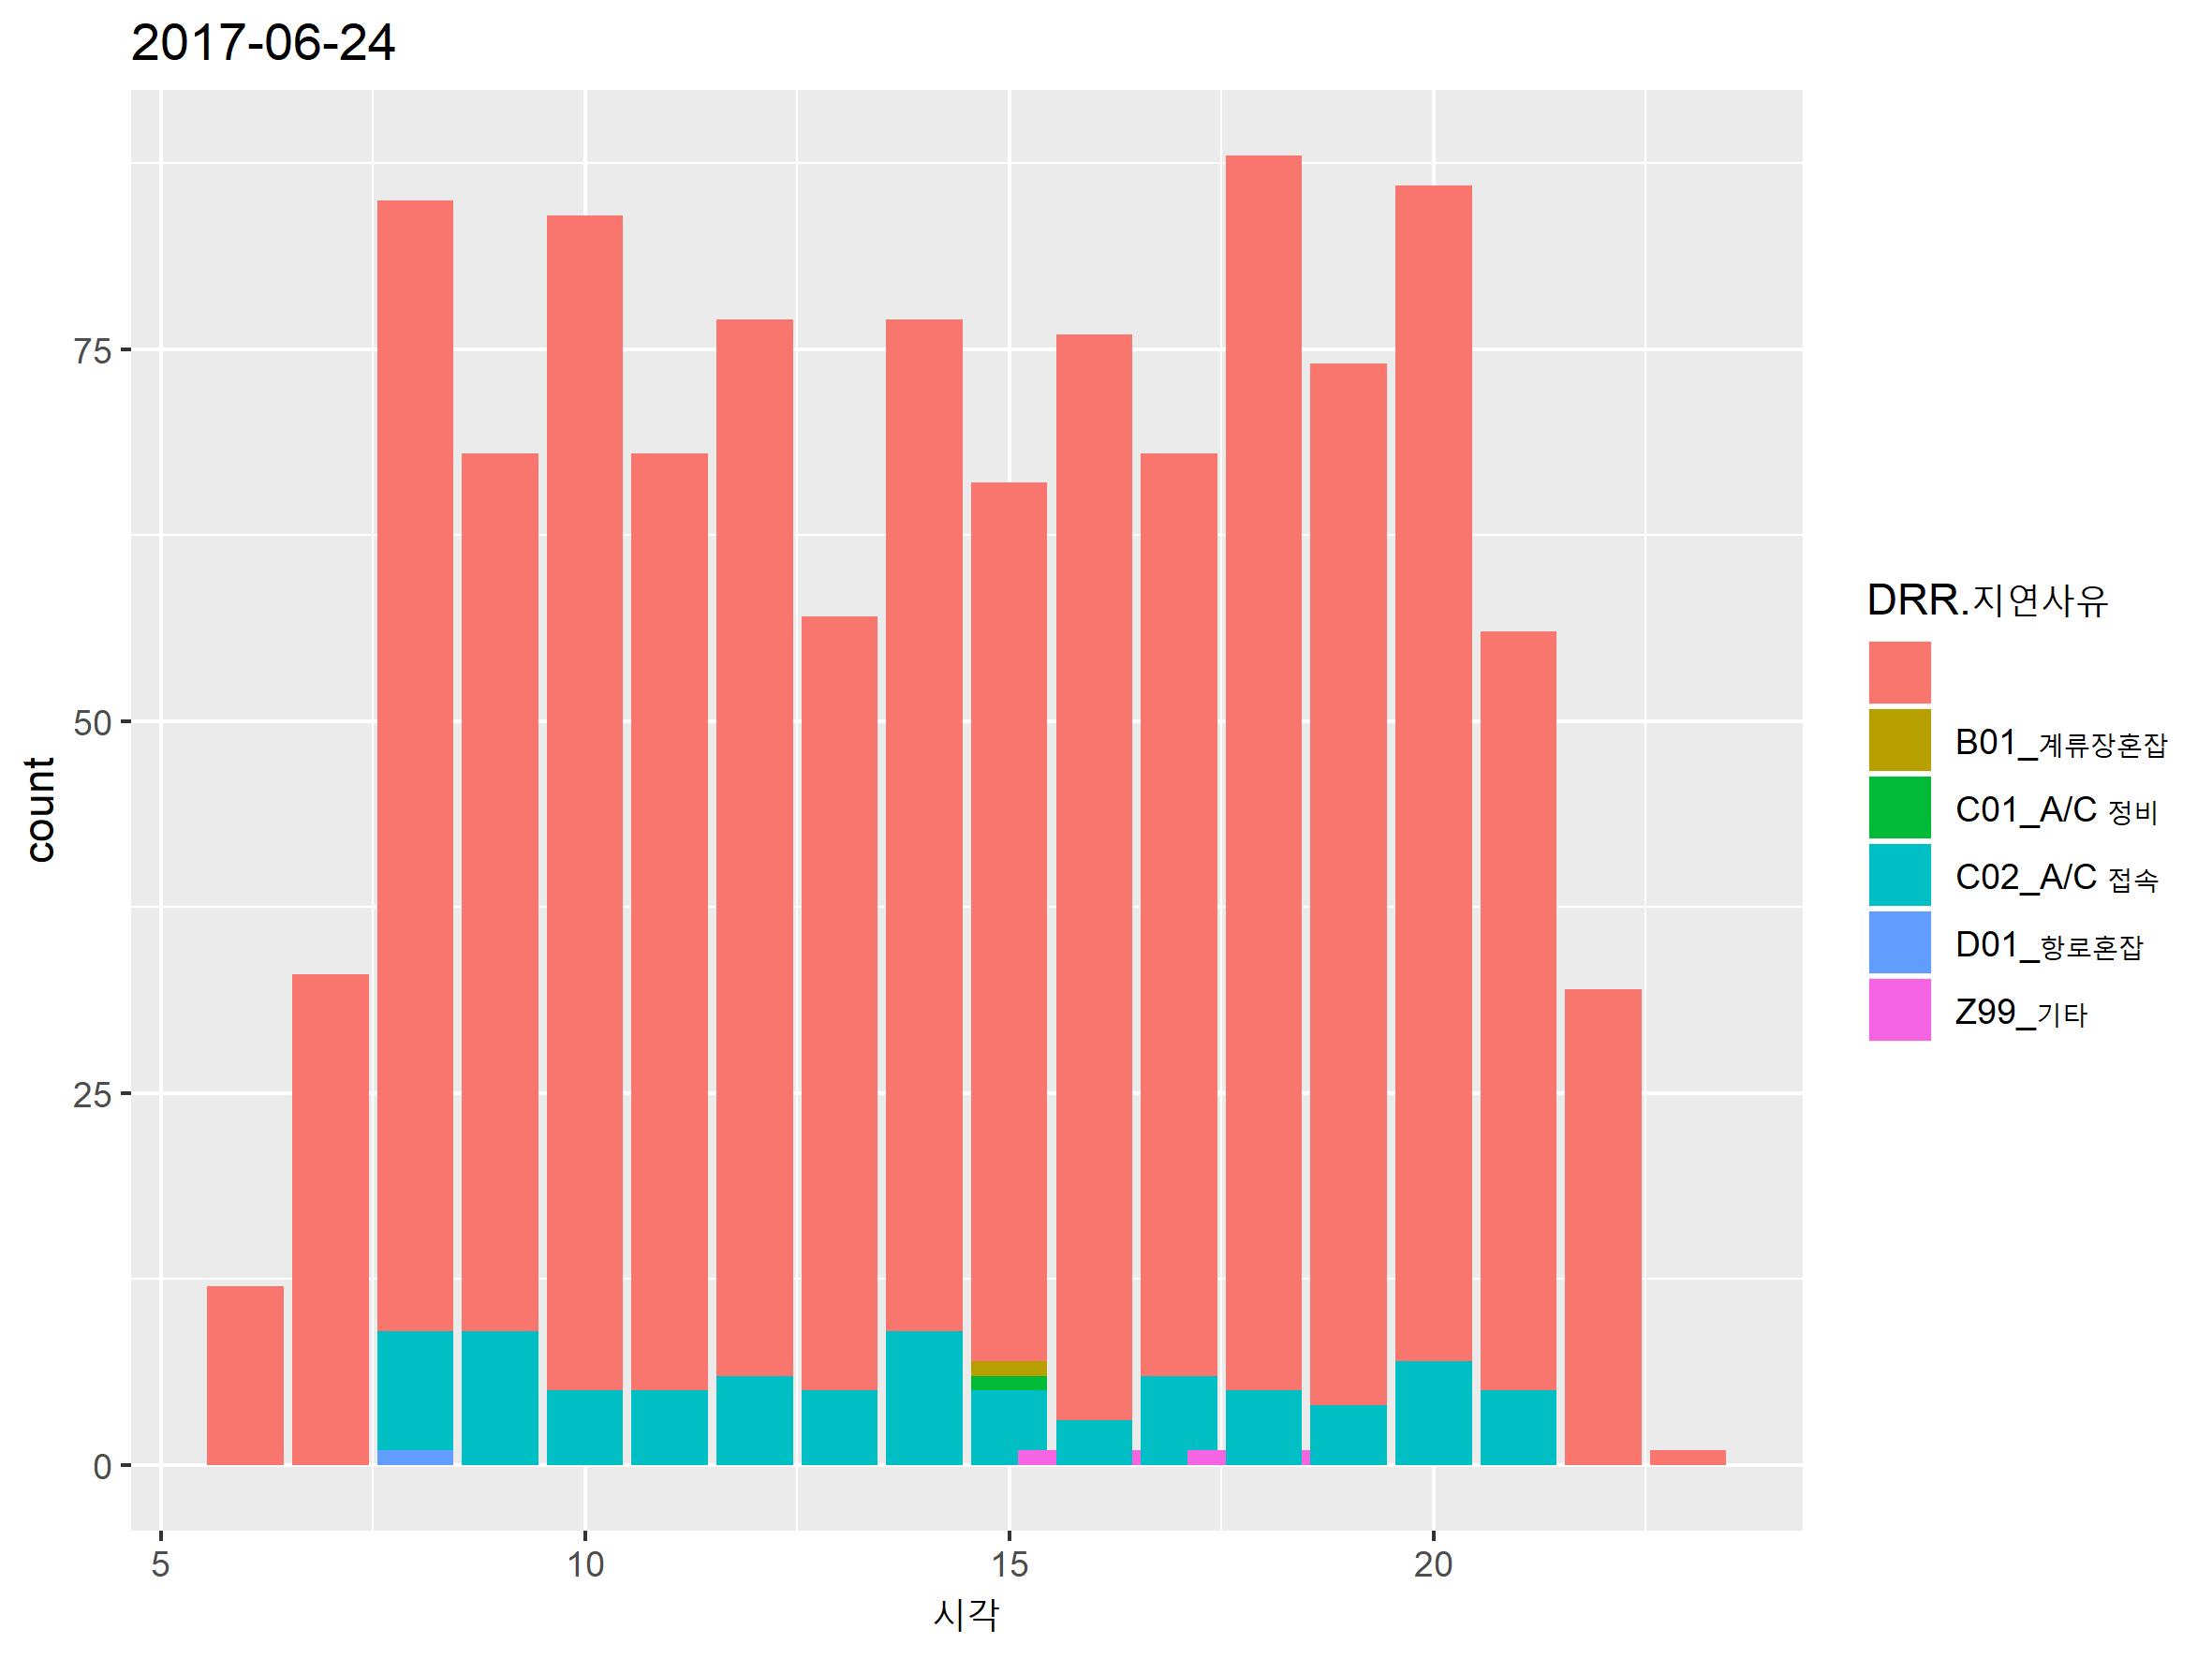 2017-06-24
75
50
25
0
count
5 10 15 20
시각
DRR.지연사유
B01_계류장혼잡
C01_A/C 정비
C02_A/C 접속
D01_항로혼잡
Z99_기타